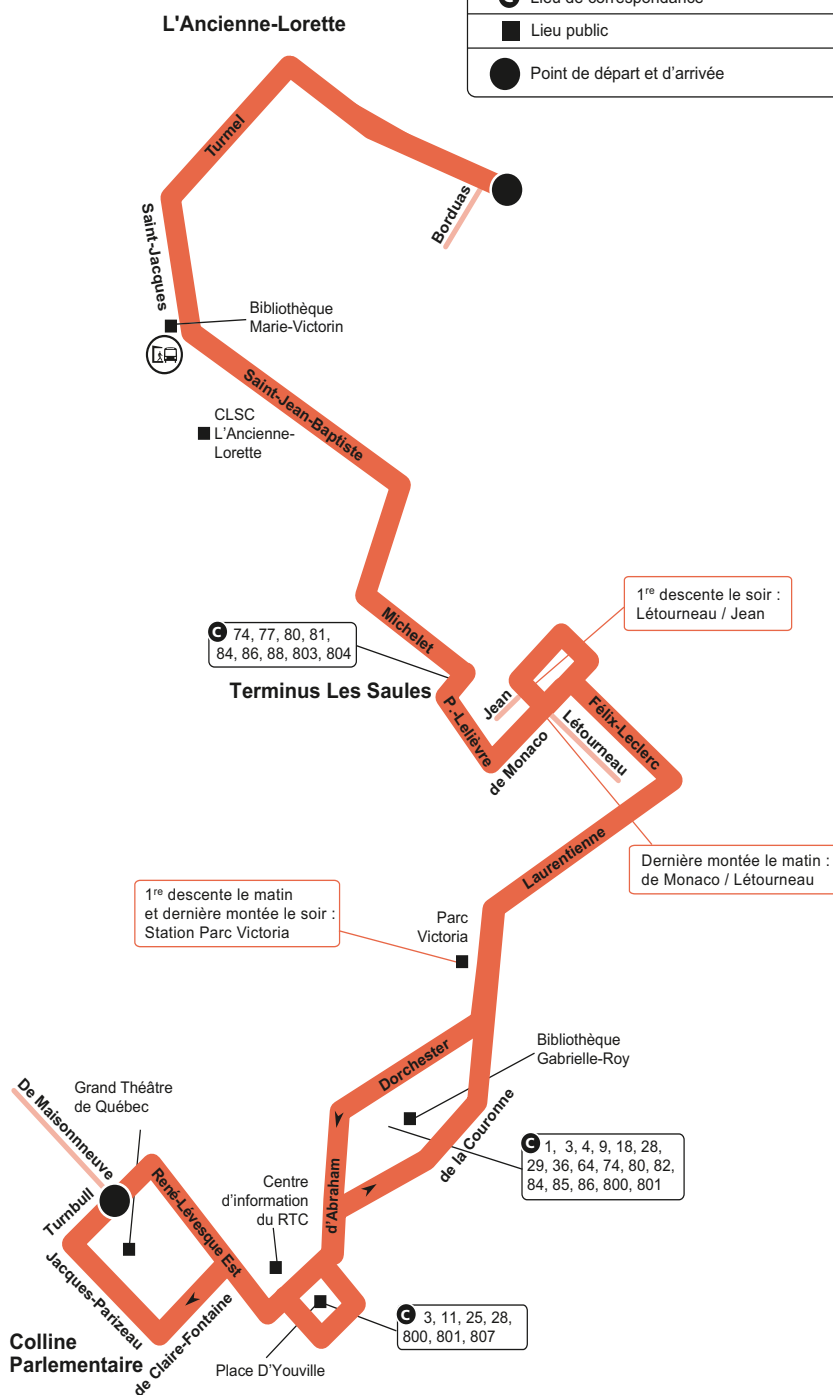 L'Ancienne-Lorette
C Lieu de correspondance
Lieu public
Point de départ et d'arrivée
Turmel
Borduas
Saint-Jacques
Bibliothèque
Marie-Victorin
Saint-Jean-Baptiste
CLSC
L'Ancienne-
Lorette
1re descente le soir :
Létourneau / Jean
Michelet
C 74, 77, 80, 81,
84, 86, 88, 803, 804
Terminus Les Saules
P.-Lelièvre
Jean
de Monaco
Létourneau
Félix-Leclerc
Laurentienne
Dernière montée le matin :
de Monaco / Létourneau
1re descente le matin
et dernière montée le soir :
Station Parc Victoria
Parc
Victoria
Dorchester
Bibliothèque
Gabrielle-Roy
de la Couronne
C 1, 3, 4, 9, 18, 28,
29, 36, 64, 74, 80, 82,
84, 85, 86, 800, 801
De Maisonnneuve
Grand Théâtre
de Québec
Turnbull
René-Lévesque Est
Centre
d'information
du RTC
d'Abraham
Jacques-Parizeau
de Claire-Fontaine
Colline
Parlementaire
Place D'Youville
C 3, 11, 25, 28,
800, 801, 807